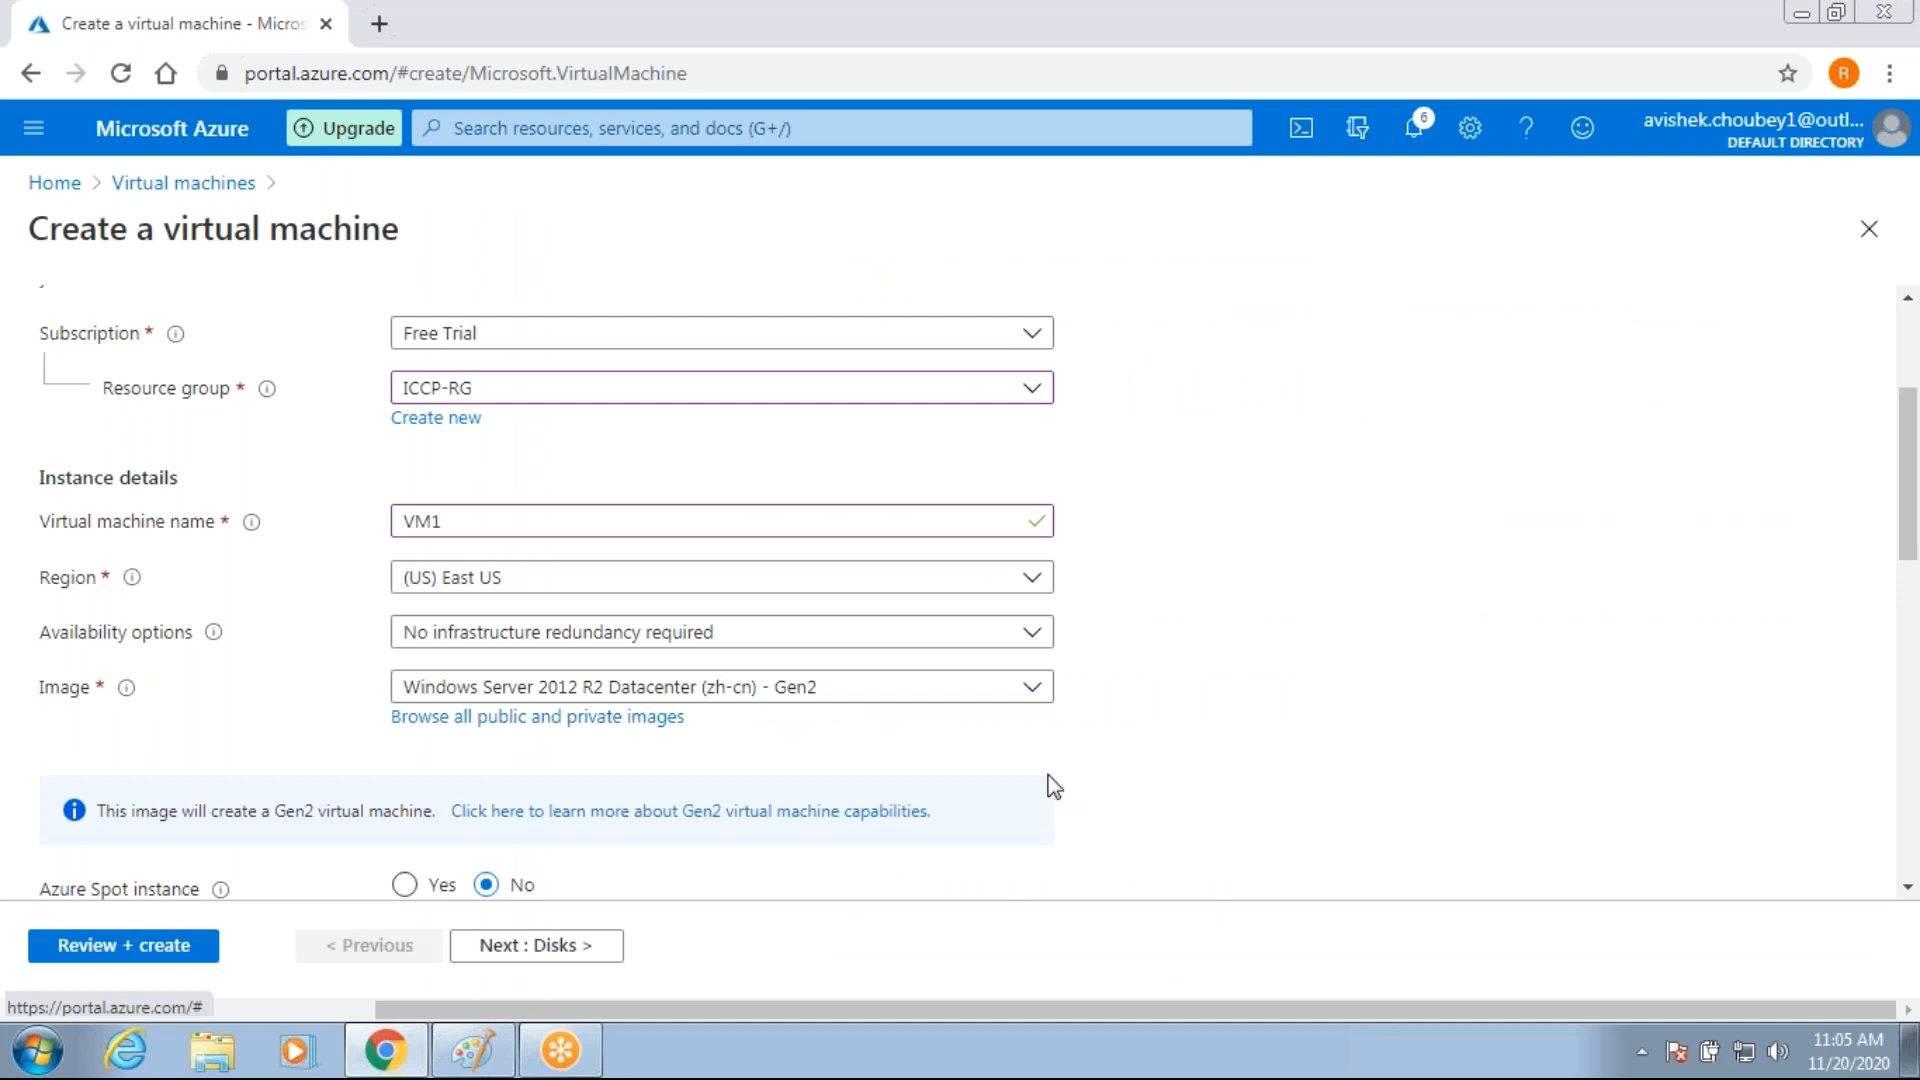 Create a virtual machine - Micros
portal.azure.com/#create/Microsoft.VirtualMachine
R
Microsoft Azure
Upgrade
Search resources, services, and docs (G+/)
6
avishek.choubey1@outl...
DEFAULT DIRECTORY
Home > Virtual machines >
Create a virtual machine
Subscription *
Free Trial
Resource group *
ICCP-RG
Create new
Instance details
Virtual machine name *
VM1
Region *
(US) East US
Availability options
No infrastructure redundancy required
Image *
Windows Server 2012 R2 Datacenter (zh-cn) - Gen2
Browse all public and private images
This image will create a Gen2 virtual machine. Click here to learn more about Gen2 virtual machine capabilities.
Azure Spot instance
Yes No
Review + create
< Previous
Next : Disks >
https://portal.azure.com/#
11:05 AM
11/20/2020